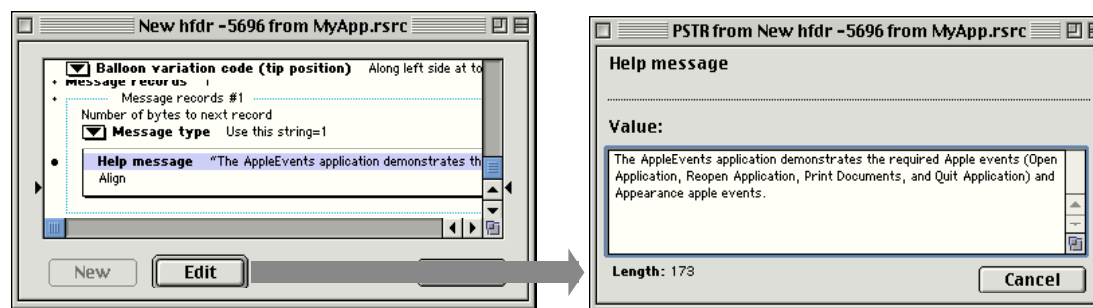 New hfdr -5696 from MyApp.rsrc
Balloon variation code (tip position) Along left side at to
Message records 1
Message records #1
Number of bytes to next record
Message type Use this string=1
Help message “The AppleEvents application demonstrates th
Align
New
Edit
PSTR from New hfdr -5696 from MyApp.rsrc
Help message
Value:
The AppleEvents application demonstrates the required Apple events (Open
Application, Reopen Application, Print Documents, and Quit Application) and
Appearance apple events.
Length: 173
Cancel